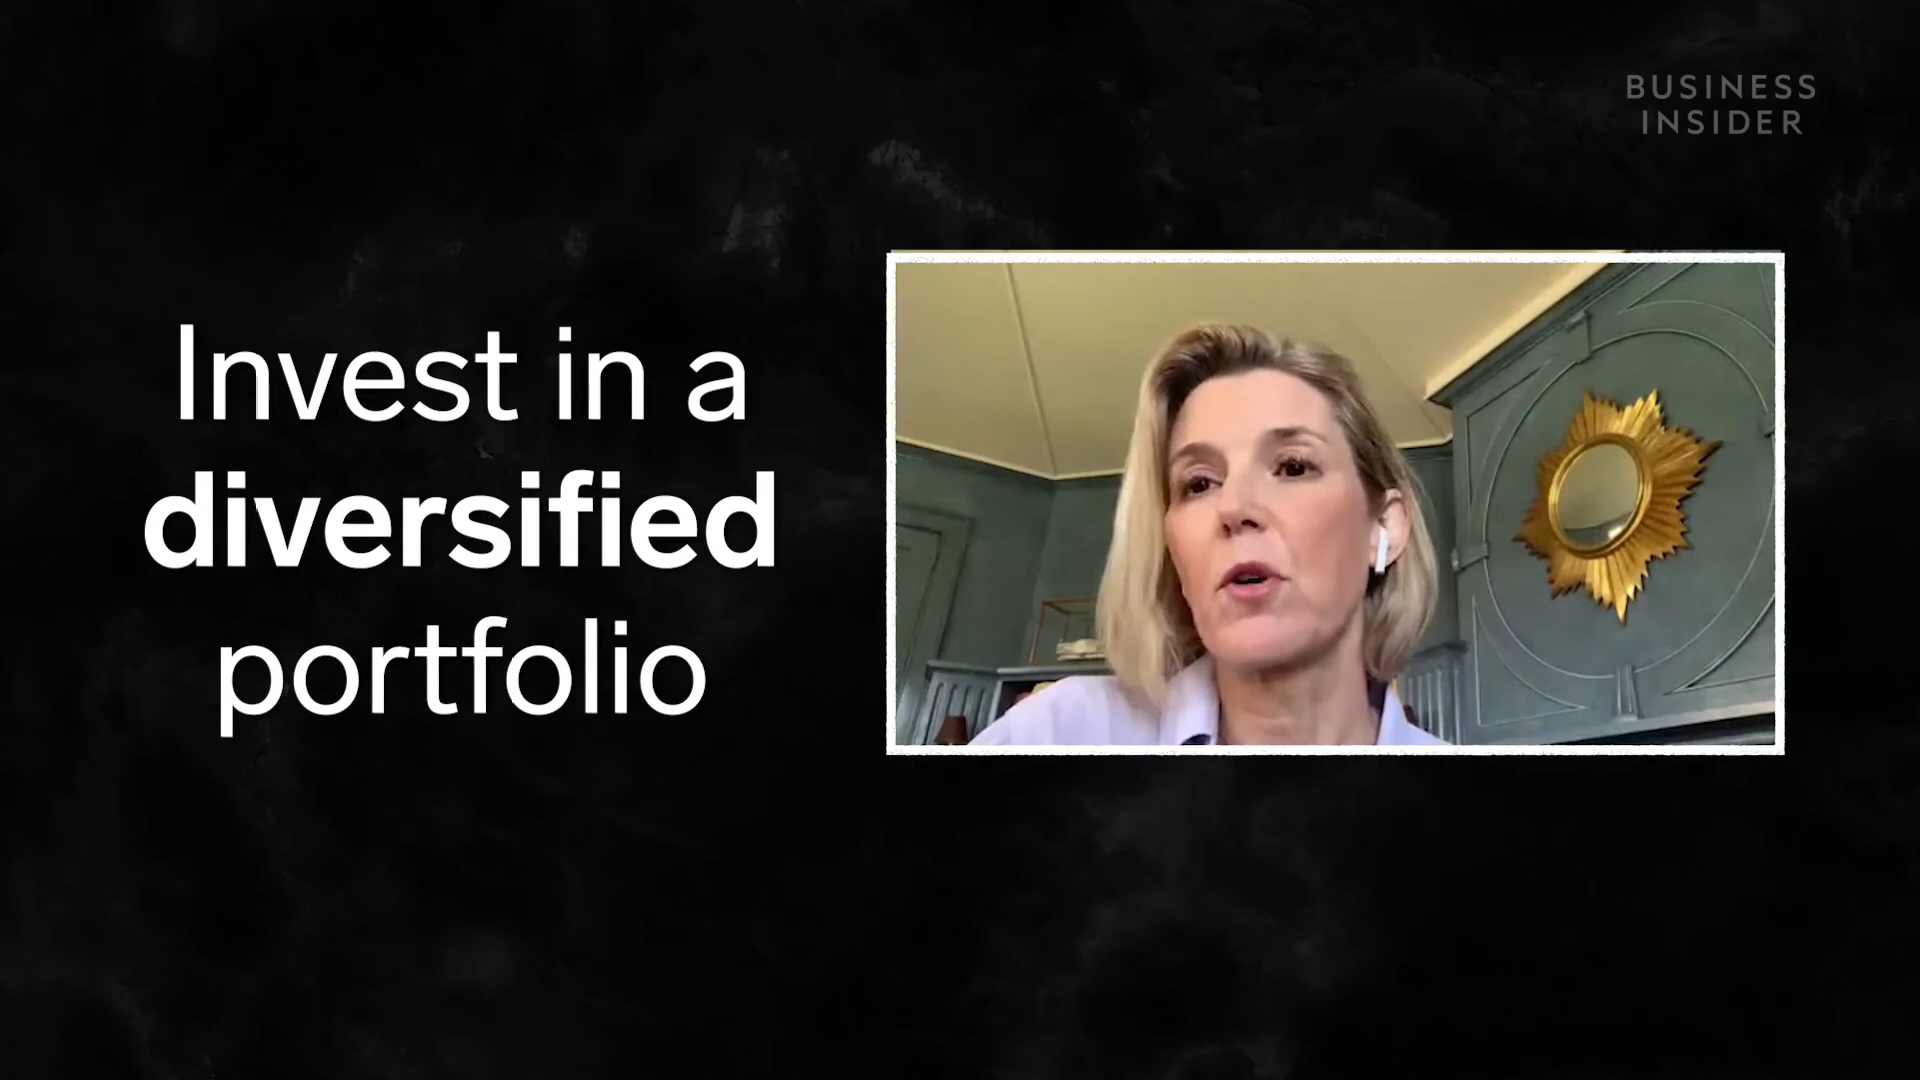 BUSINESS
INSIDER
Invest in a
diversified
portfolio